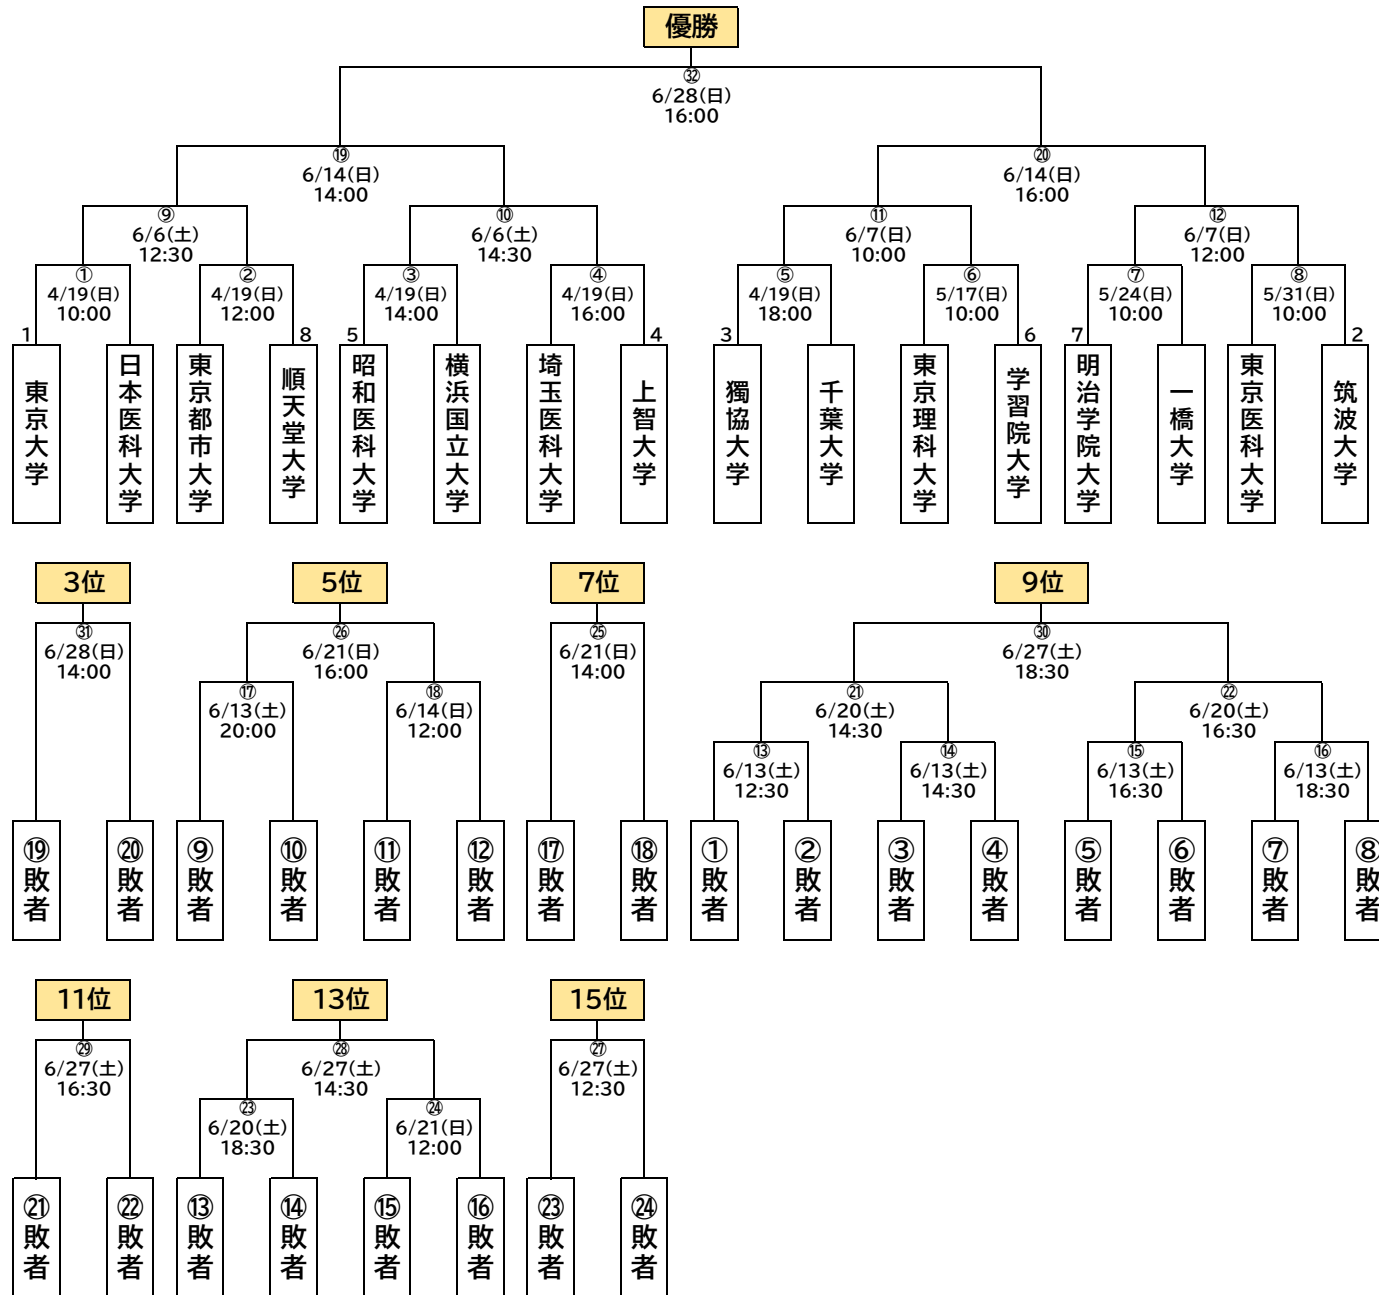 優勝
㉜
6/28(日)
16:00
⑲
6/14(日)
14:00
⑳
6/14(日)
16:00
⑨
6/6(土)
12:30
⑩
6/6(土)
14:30
⑪
6/7(日)
10:00
⑫
6/7(日)
12:00
①
4/19(日)
10:00
②
4/19(日)
12:00
③
4/19(日)
14:00
④
4/19(日)
16:00
⑤
4/19(日)
18:00
⑥
5/17(日)
10:00
⑦
5/24(日)
10:00
⑧
5/31(日)
10:00
1
8
5
4
3
6
7
2
東京大学
日本医科大学
東京都市大学
順天堂大学
昭和医科大学
横浜国立大学
埼玉医科大学
上智大学
獨協大学
千葉大学
東京理科大学
学習院大学
明治学院大学
一橋大学
東京医科大学
筑波大学
3位
㉛
6/28(日)
14:00
⑲敗者
⑳敗者
5位
㉖
6/21(日)
16:00
⑰
6/13(土)
20:00
⑱
6/14(日)
12:00
⑨敗者
⑩敗者
⑪敗者
⑫敗者
7位
㉕
6/21(日)
14:00
⑰敗者
⑱敗者
9位
㉚
6/27(土)
18:30
㉑
6/20(土)
14:30
㉒
6/20(土)
16:30
⑬
6/13(土)
12:30
⑭
6/13(土)
14:30
⑮
6/13(土)
16:30
⑯
6/13(土)
18:30
①敗者
②敗者
③敗者
④敗者
⑤敗者
⑥敗者
⑦敗者
⑧敗者
11位
㉙
6/27(土)
16:30
㉑敗者
㉒敗者
13位
㉘
6/27(土)
14:30
㉓
6/20(土)
18:30
㉔
6/21(日)
12:00
⑬敗者
⑭敗者
⑮敗者
⑯敗者
15位
㉗
6/27(土)
12:30
㉓敗者
㉔敗者